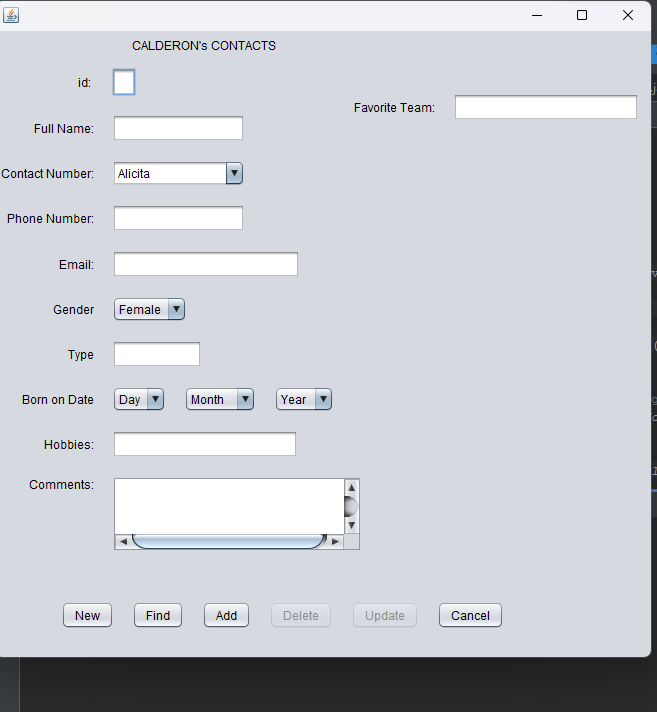 CALDERON's CONTACTS
id:
Favorite Team:
Full Name:
Contact Number: Alicita
Phone Number:
Email:
Gender Female
Type
Born on Date Day Month Year
Hobbies:
Comments:
New Find Add Delete Update Cancel